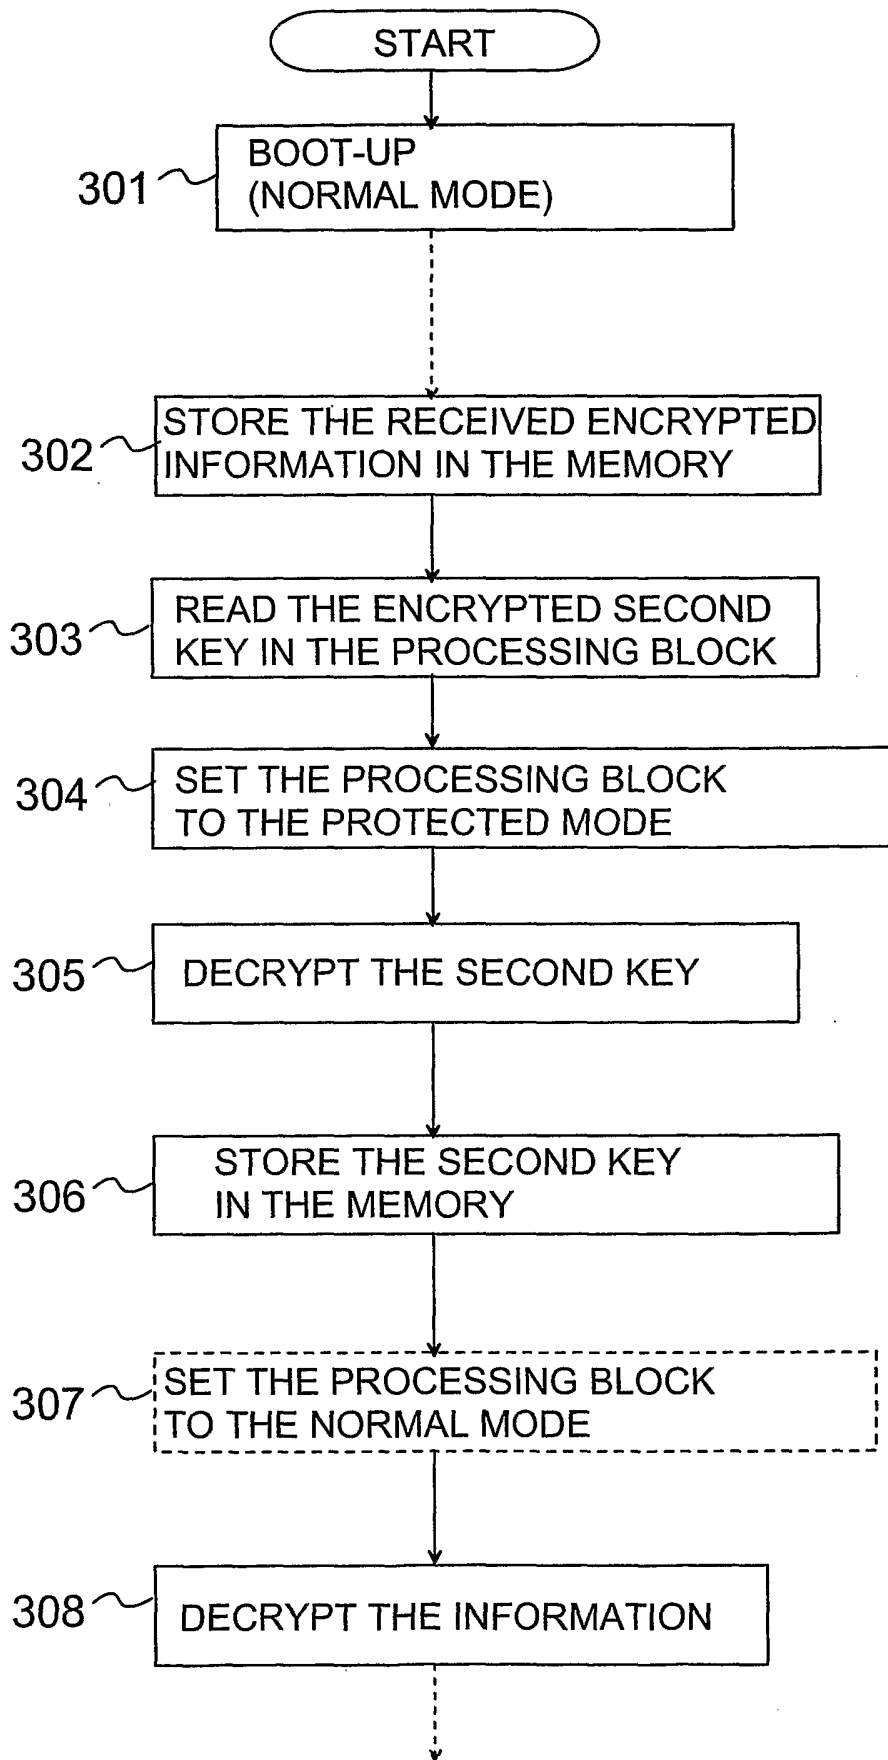 START
301
BOOT-UP
(NORMAL MODE)
302
STORE THE RECEIVED ENCRYPTED
INFORMATION IN THE MEMORY
303
READ THE ENCRYPTED SECOND
KEY IN THE PROCESSING BLOCK
304
SET THE PROCESSING BLOCK
TO THE PROTECTED MODE
305
DECRYPT THE SECOND KEY
306
STORE THE SECOND KEY
IN THE MEMORY
307
SET THE PROCESSING BLOCK
TO THE NORMAL MODE
308
DECRYPT THE INFORMATION